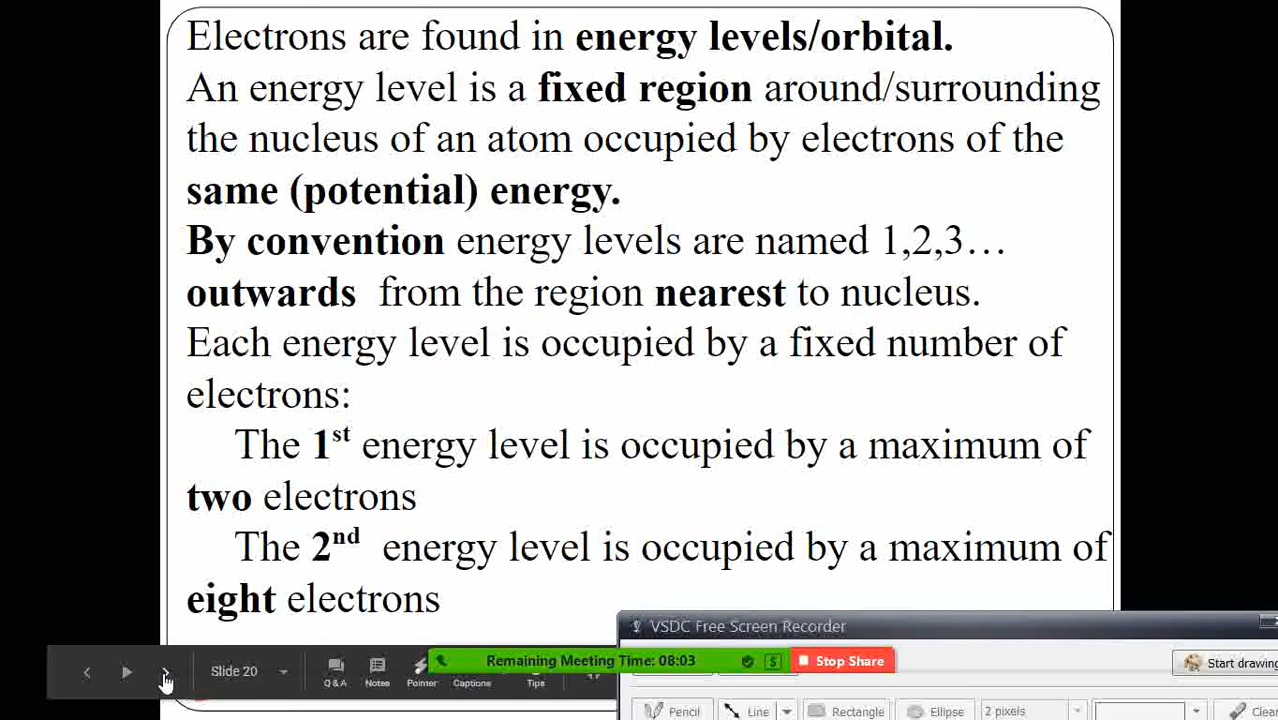 Electrons are found in energy levels/orbital.
An energy level is a fixed region around/surrounding
the nucleus of an atom occupied by electrons of the
same (potential) energy.
By convention energy levels are named 1,2,3…
outwards from the region nearest to nucleus.
Each energy level is occupied by a fixed number of
electrons:
The 1st energy level is occupied by a maximum of
two electrons
The 2nd energy level is occupied by a maximum of
eight electrons
VSDC Free Screen Recorder
Slide 20
Q & A
Notes
Pointer
Captions
Tips
Remaining Meeting Time: 08:03
Stop Share
Start drawing
Pencil
Line
Rectangle
Ellipse
2 pixels